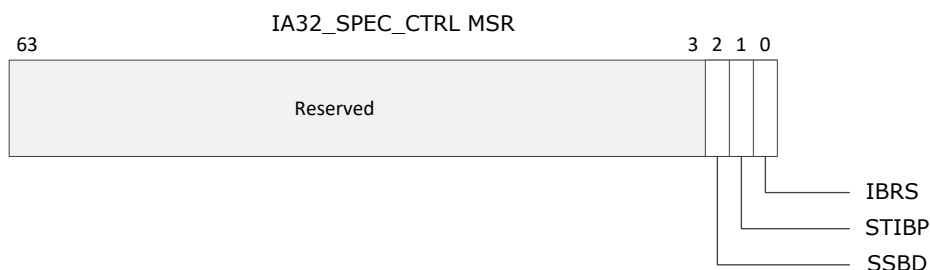 IA32_SPEC_CTRL MSR
63 3 2 1 0
Reserved
IBRS
STIBP
SSBD